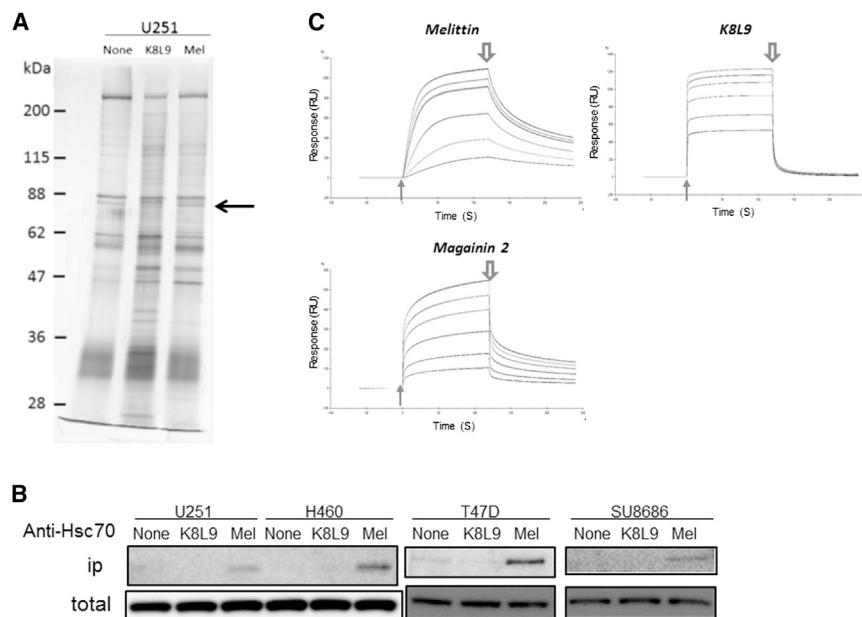 A
U251
None K8L9 Mel
kDa
200
115
88
62
47
36
28
C
Melittin
Response (RU)
Time (S)
K8L9
Response (RU)
Time (S)
Magainin 2
Response (RU)
Time (S)
B
U251 H460 T47D SU8686
Anti-Hsc70
None K8L9 Mel None K8L9 Mel None K8L9 Mel None K8L9 Mel
ip
total